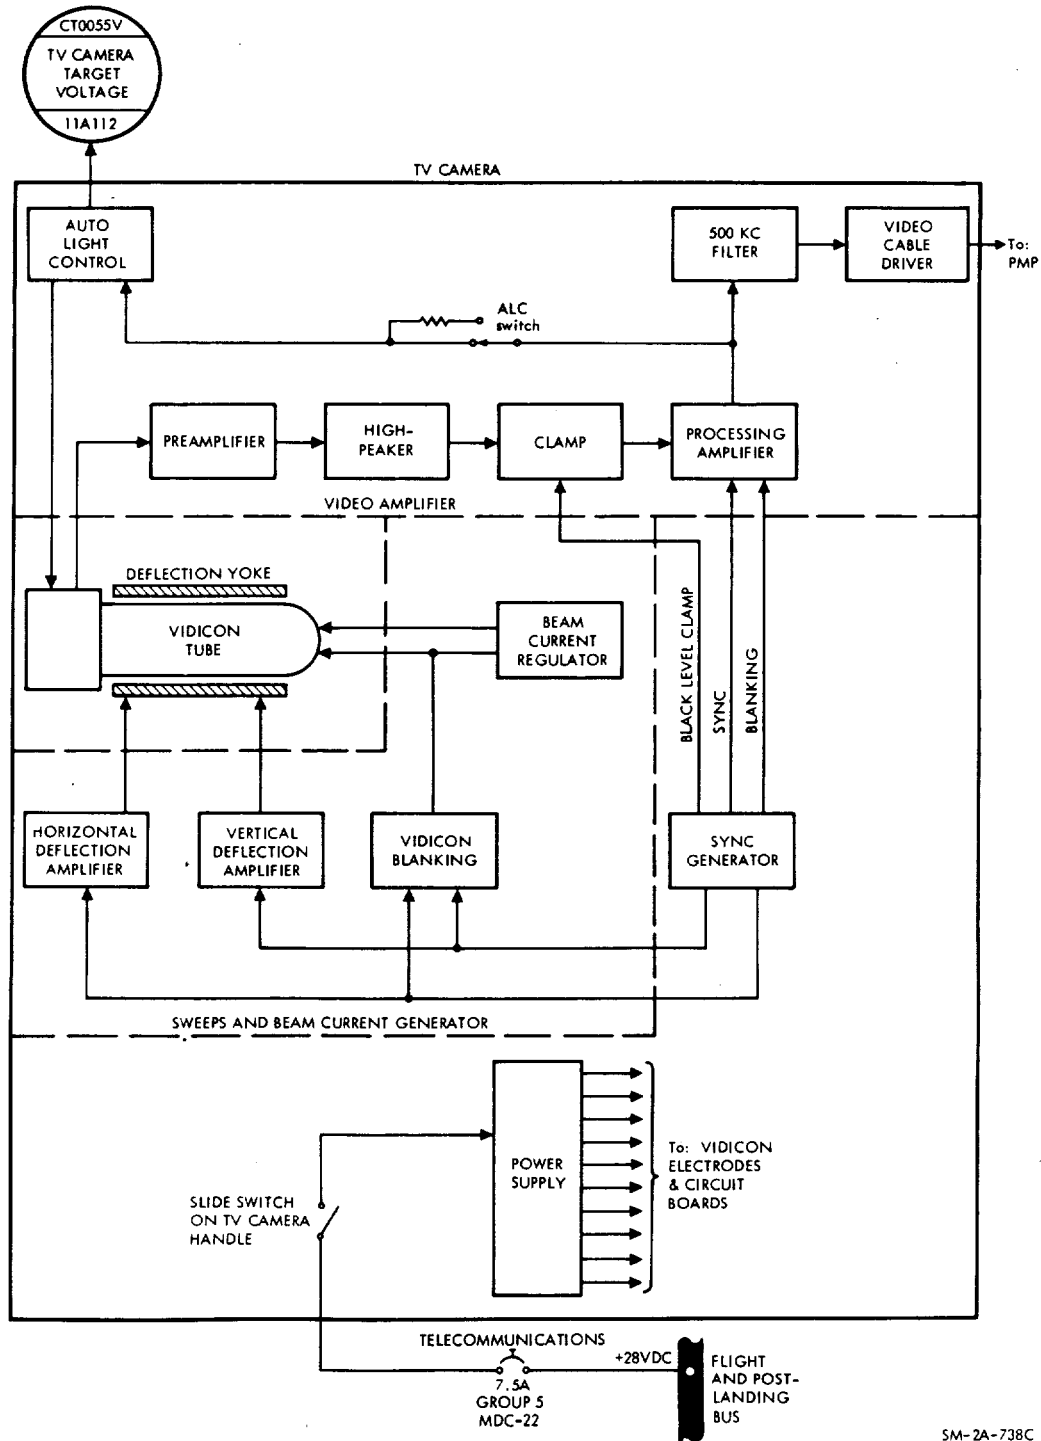 CT0055V
TV CAMERA
TARGET
VOLTAGE
11A112
TV CAMERA
AUTO
LIGHT
CONTROL
500 KC
FILTER
VIDEO
CABLE
DRIVER
To:
PMP
ALC
switch
PREAMPLIFIER
HIGH-
PEAKER
CLAMP
PROCESSING
AMPLIFIER
VIDEO AMPLIFIER
DEFLECTION YOKE
VIDICON
TUBE
BEAM
CURRENT
REGULATOR
BLACK LEVEL CLAMP
SYNC
BLANKING
HORIZONTAL
DEFLECTION
AMPLIFIER
VERTICAL
DEFLECTION
AMPLIFIER
VIDICON
BLANKING
SYNC
GENERATOR
SWEEPS AND BEAM CURRENT GENERATOR
POWER
SUPPLY
To: VIDICON
ELECTRODES
& CIRCUIT
BOARDS
SLIDE SWITCH
ON TV CAMERA
HANDLE
TELECOMMUNICATIONS
7.5A
GROUP 5
MDC-22
+28VDC
FLIGHT
AND POST-
LANDING
BUS
SM-2A-738C